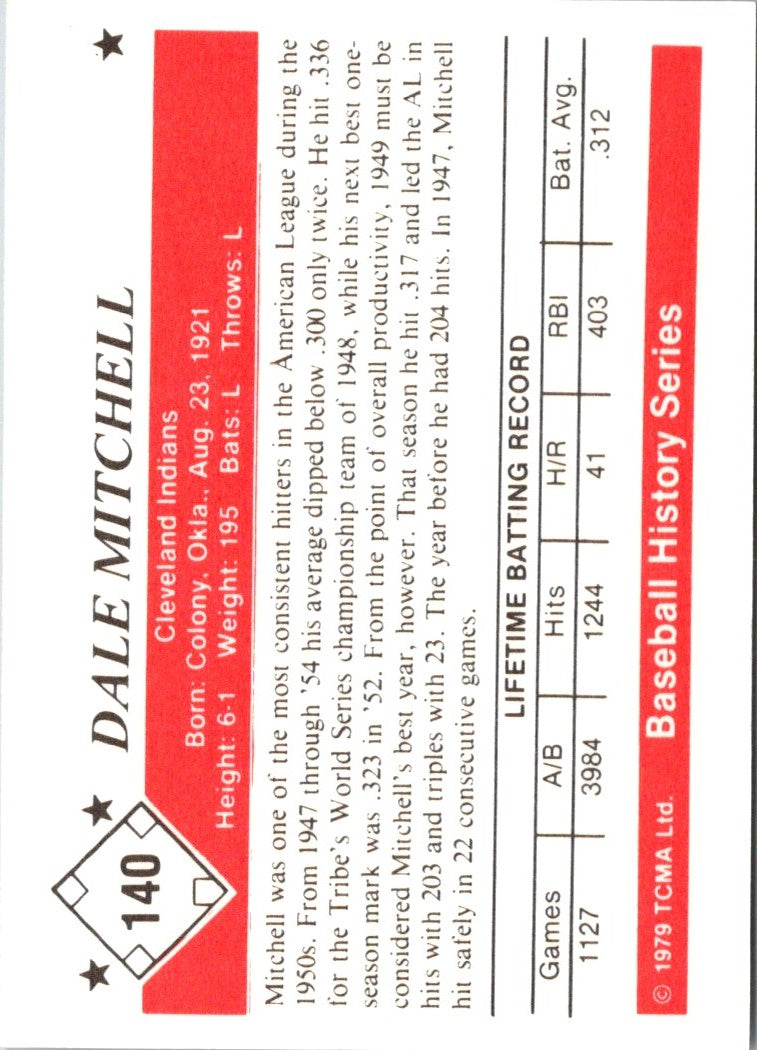 140
DALE MITCHELL
Cleveland Indians
Born: Colony, Okla., Aug. 23, 1921
Height: 6-1 Weight: 195 Bats: L Throws: L
Mitchell was one of the most consistent hitters in the American League during the
1950s. From 1947 through '54 his average dipped below .300 only twice. He hit .336
for the Tribe's World Series championship team of 1948, while his next best one-
season mark was .323 in '52. From the point of overall productivity, 1949 must be
considered Mitchell's best year, however. That season he hit .317 and led the AL in
hits with 203 and triples with 23. The year before he had 204 hits. In 1947, Mitchell
hit safely in 22 consecutive games.
LIFETIME BATTING RECORD
Games A/B Hits H/R RBI Bat. Avg.
1127 3984 1244 41 403 .312
© 1979 TCMA Ltd. Baseball History Series